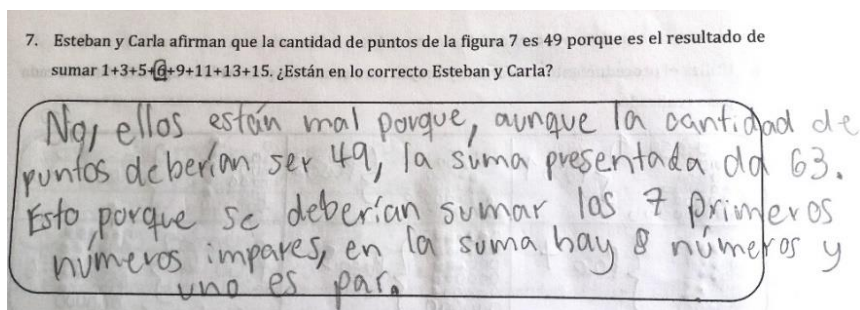 7. Esteban y Carla afirman que la cantidad de puntos de la figura 7 es 49 porque es el resultado de
sumar 1+3+5+6+9+11+13+15. ¿Están en lo correcto Esteban y Carla?
No, ellos están mal porque, aunque la cantidad de
puntos deberían ser 49, la suma presentada da 63.
Esto porque se deberían sumar los 7 primeros
números impares, en la suma hay 8 números y
uno es par.